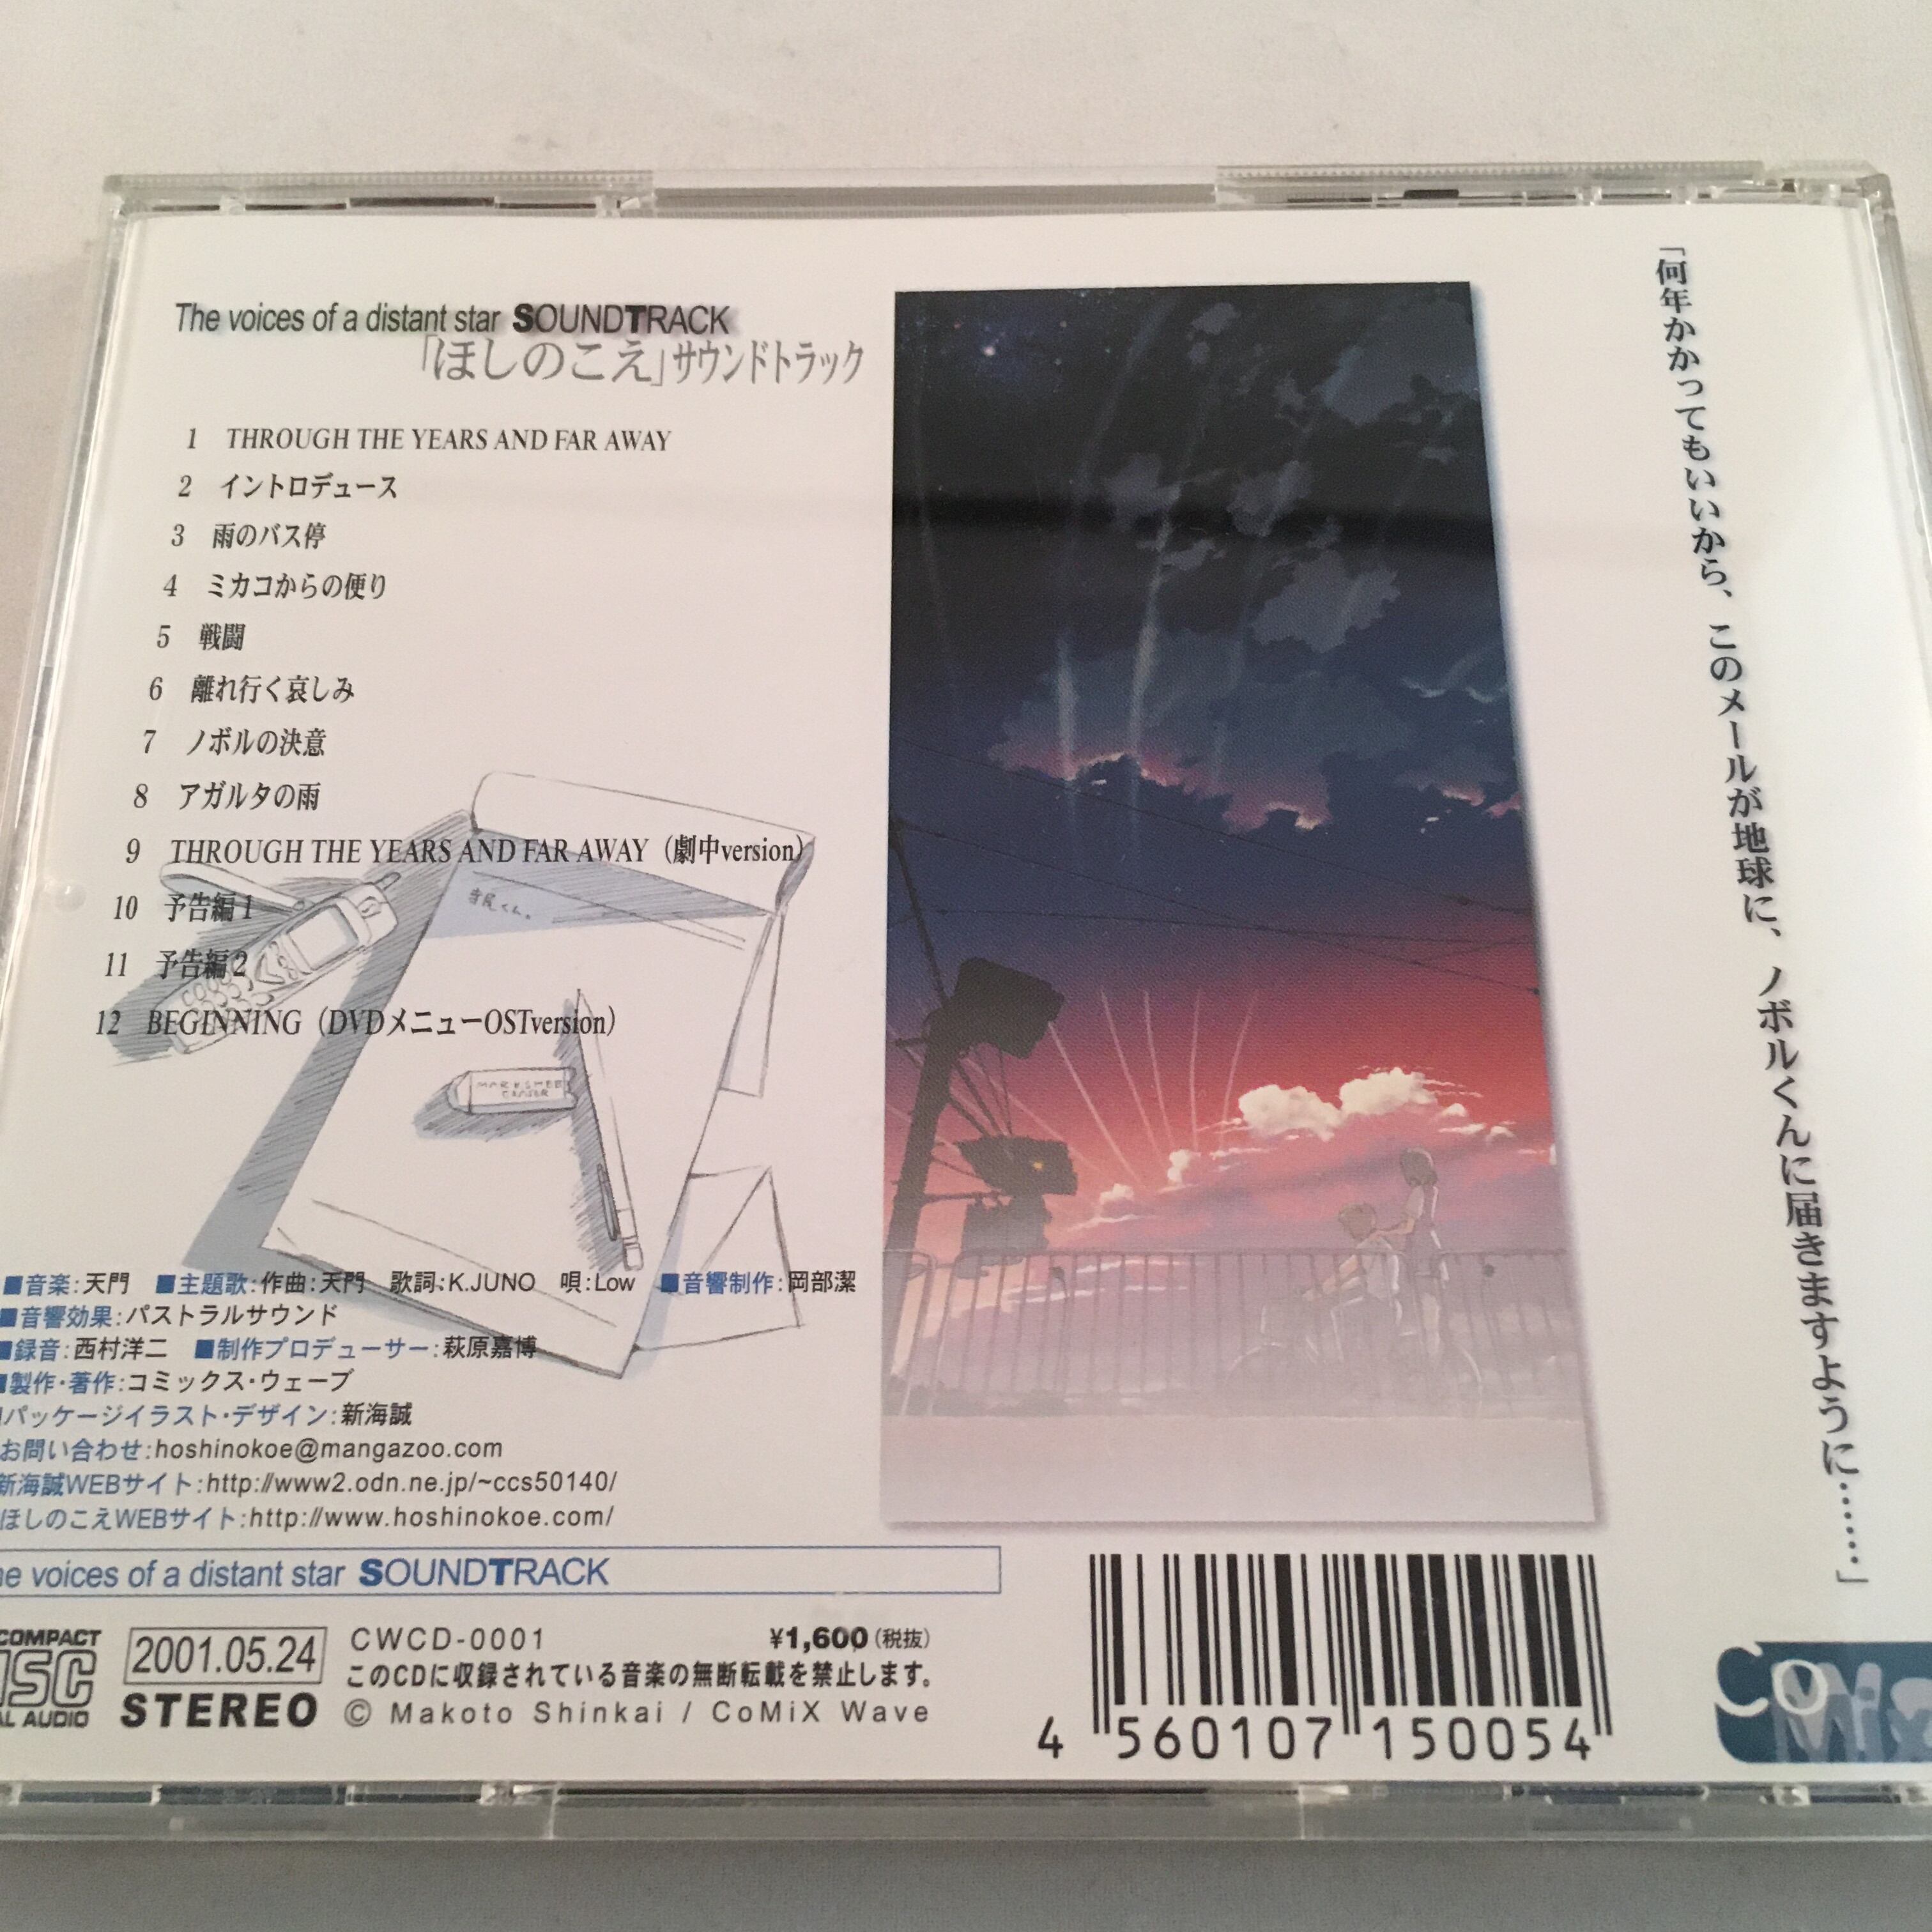 The voices of a distant star SOUNDTRACK
「ほしのこえ」サウンドトラック
1 THROUGH THE YEARS AND FAR AWAY
2 イントロデュース
3 雨のバス停
4 ミカコからの便り
5 戦闘
6 離れ行く哀しみ
7 ノボルの決意
8 アガルタの雨
9 THROUGH THE YEARS AND FAR AWAY（劇中version）
10 予告編1
11 予告編2
12 BEGINNING（DVDメニューOSTversion）
寺尾くん。
■音楽:天門 ■主題歌:作曲:天門 歌詞:K.JUNO 唄:Low ■音響制作:岡部潔
■音響効果:パストラルサウンド
■録音:西村洋二 ■制作プロデューサー:萩原嘉博
■製作・著作:コミックス・ウェーブ
パッケージイラスト・デザイン:新海誠
お問い合わせ:hoshinokoe@mangazoo.com
新海誠WEBサイト:http://www2.odn.ne.jp/~ccs50140/
ほしのこえWEBサイト:http://www.hoshinokoe.com/
he voices of a distant star SOUNDTRACK
COMPACT
DISC
AL AUDIO
2001.05.24
STEREO
CWCD-0001 ¥1,600（税抜）
このCDに収録されている音楽の無断転載を禁止します。
© Makoto Shinkai / CoMiX Wave
4 560107 150054
「何年かかってもいいから、このメールが地球に、ノボルくんに届きますように……」
CoMix